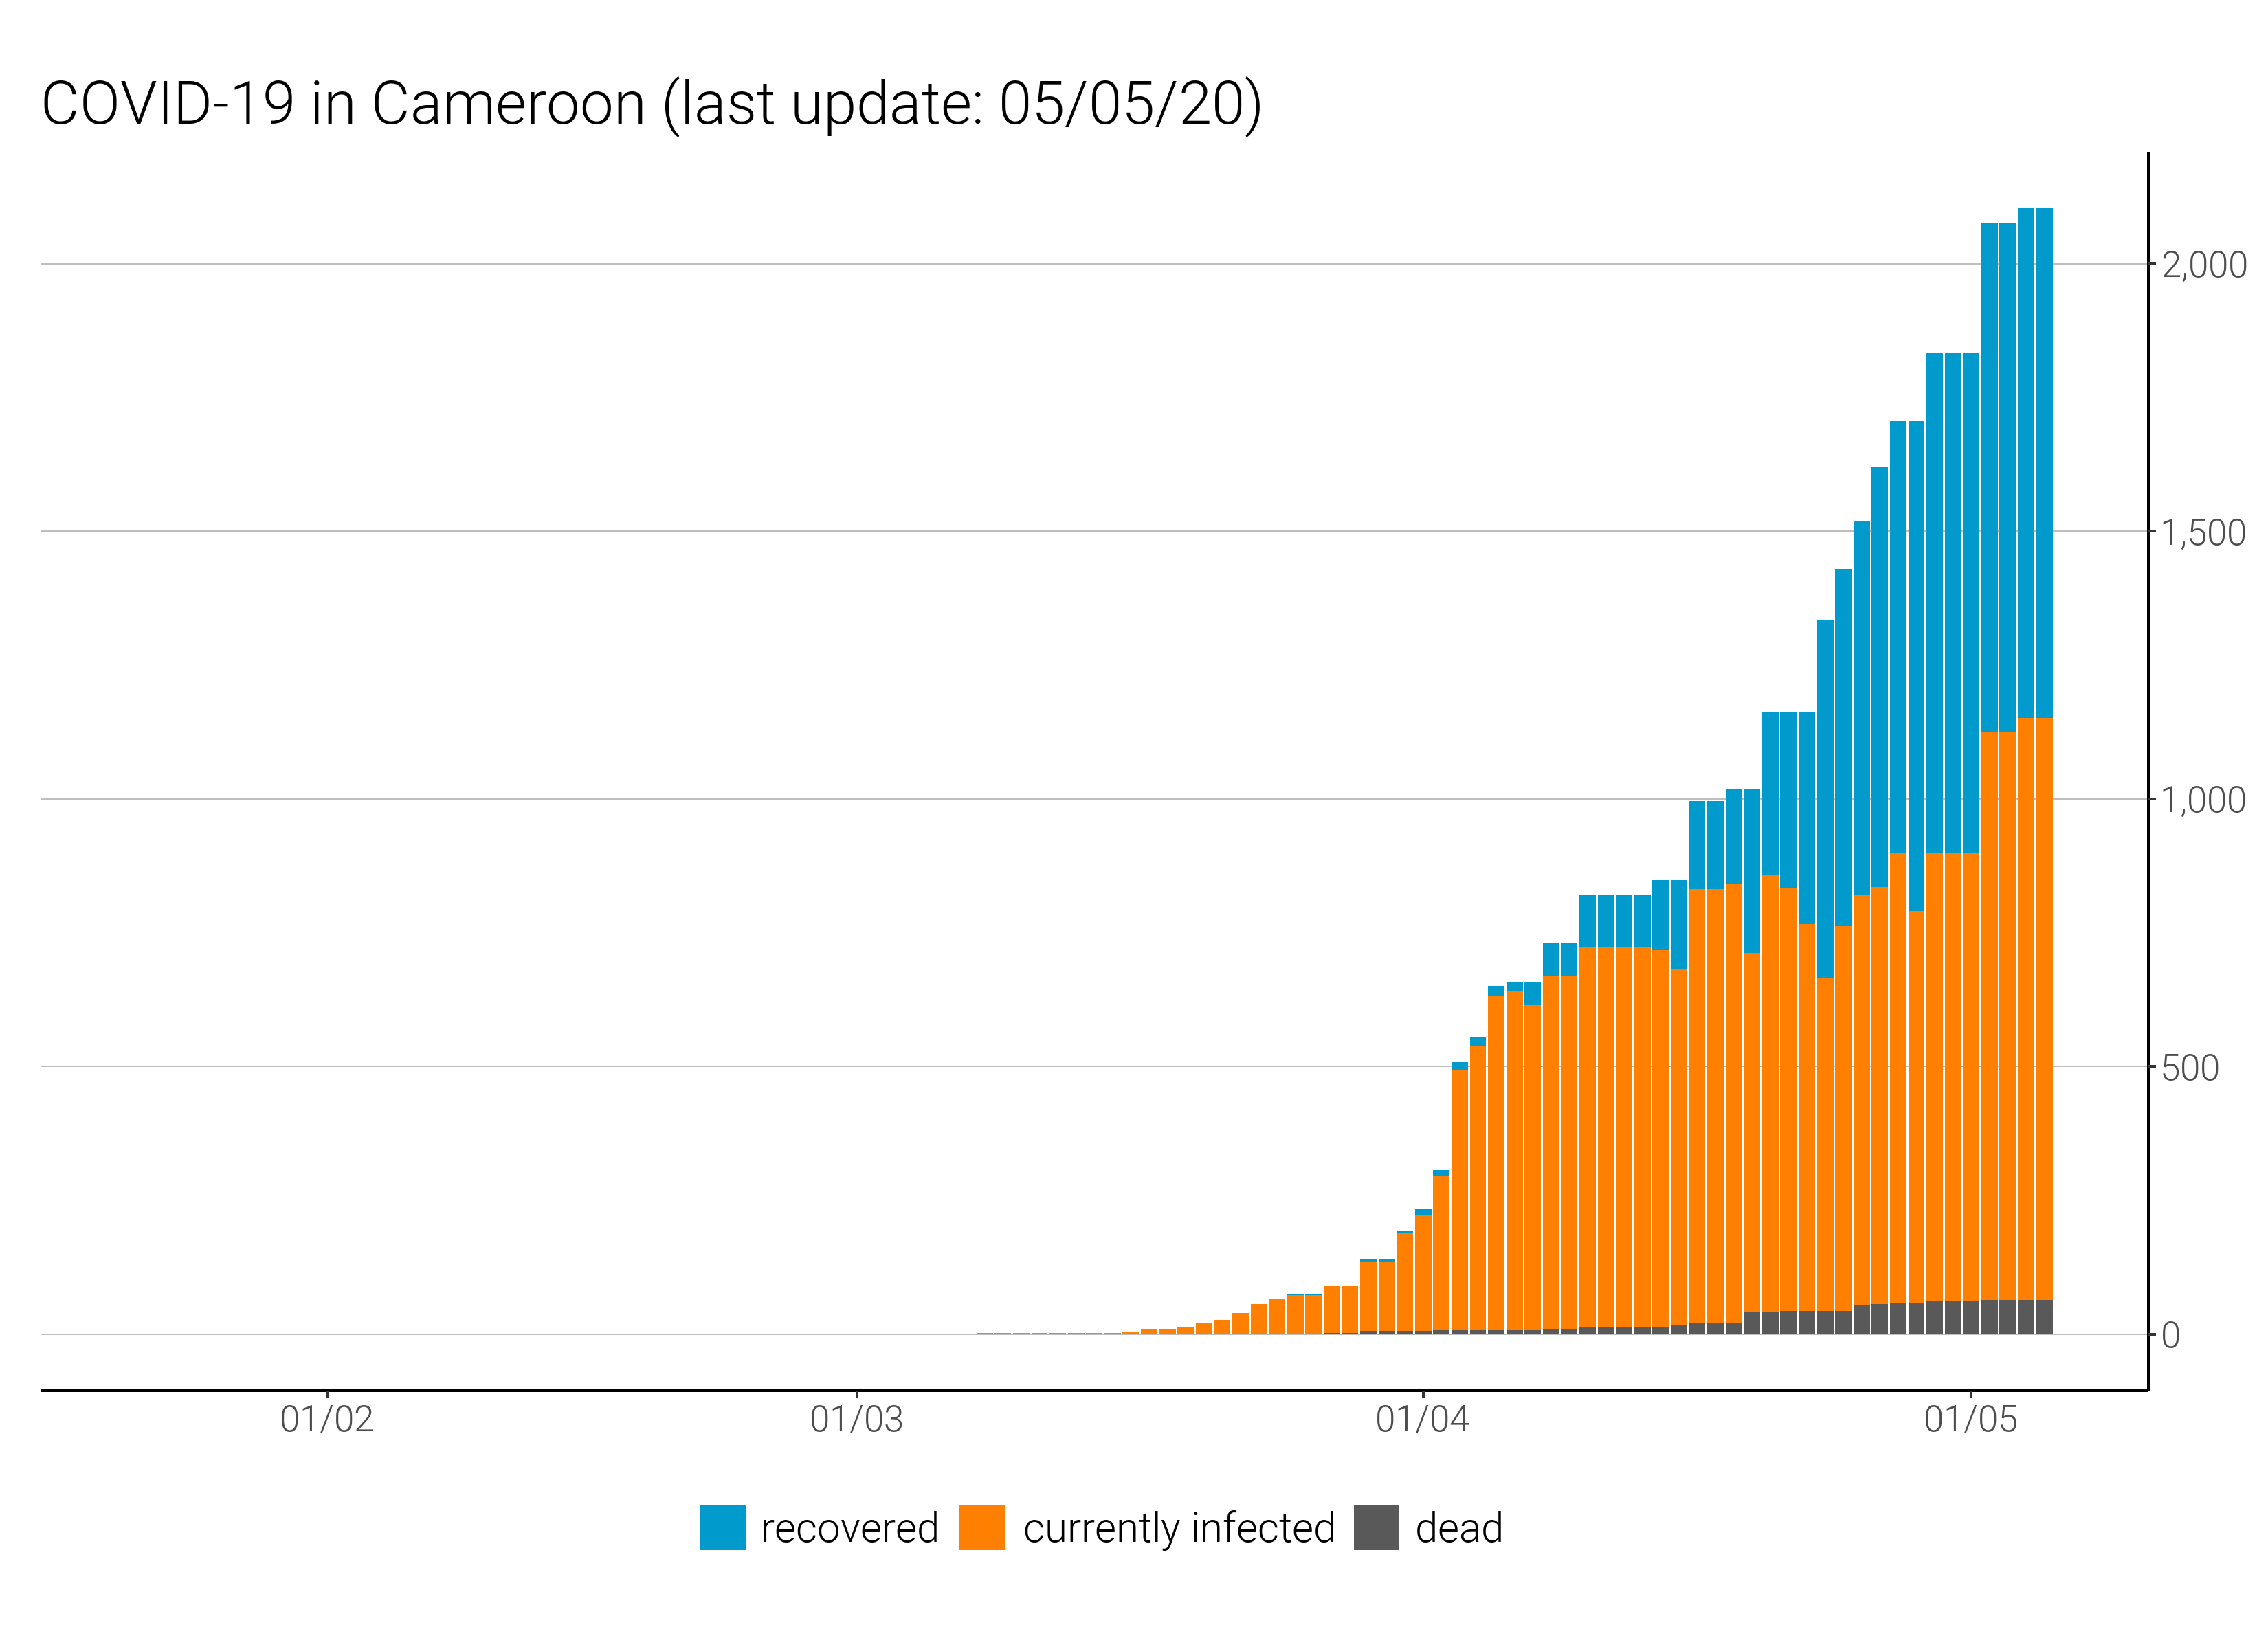 COVID-19 in Cameroon (last update: 05/05/20)
2,000
1,500
1,000
500
0
01/02 01/03 01/04 01/05
recovered currently infected dead